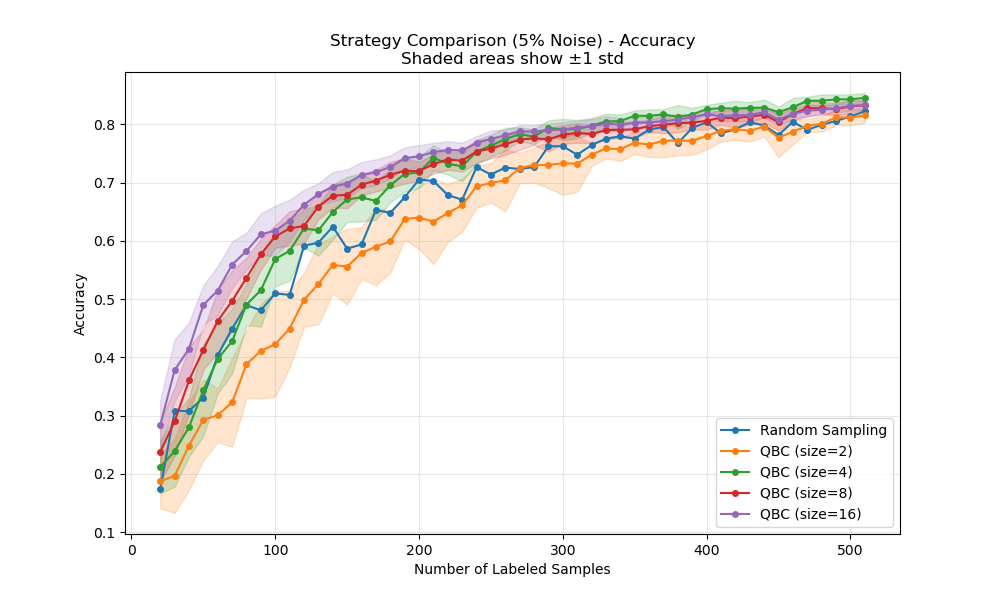 Strategy Comparison (5% Noise) - Accuracy
Shaded areas show ±1 std
Accuracy
0.8
0.7
0.6
0.5
0.4
0.3
0.2
0.1
Random Sampling
QBC (size=2)
QBC (size=4)
QBC (size=8)
QBC (size=16)
0 100 200 300 400 500
Number of Labeled Samples